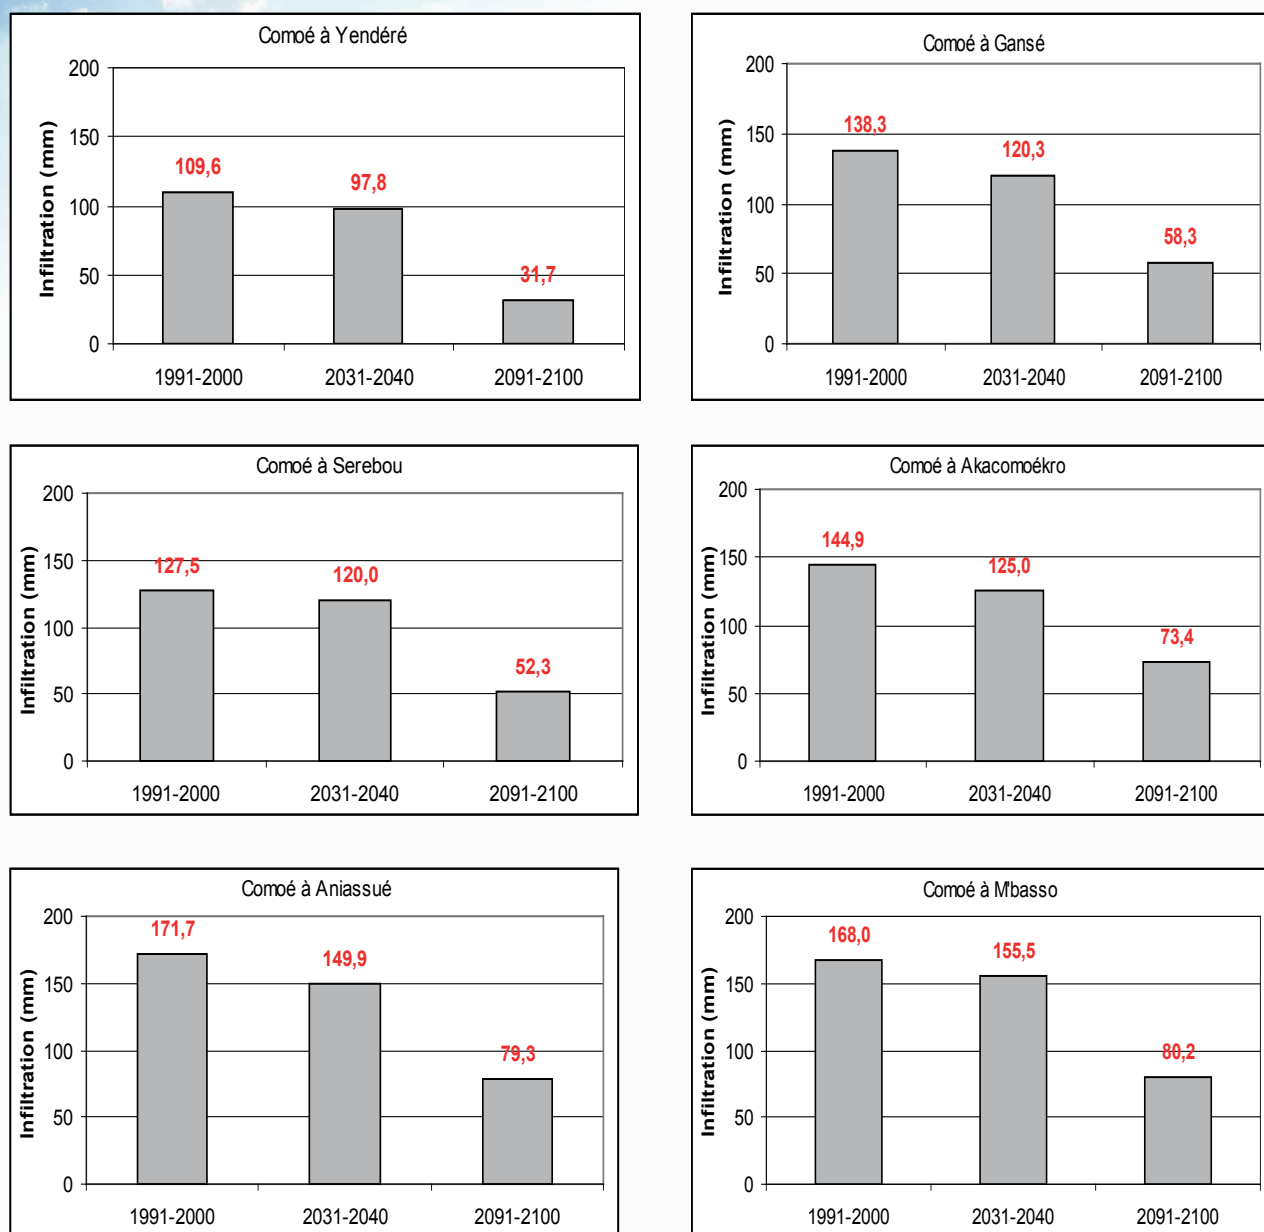 Comoé à Yendéré
Infiltration (mm)
200
150
100
50
0
109,6
97,8
31,7
1991-2000 2031-2040 2091-2100
Comoé à Gansé
Infiltration (mm)
200
150
100
50
0
138,3
120,3
58,3
1991-2000 2031-2040 2091-2100
Comoé à Serebou
Infiltration (mm)
200
150
100
50
0
127,5
120,0
52,3
1991-2000 2031-2040 2091-2100
Comoé à Akacomoékro
Infiltration (mm)
200
150
100
50
0
144,9
125,0
73,4
1991-2000 2031-2040 2091-2100
Comoé à Aniassué
Infiltration (mm)
200
150
100
50
0
171,7
149,9
79,3
1991-2000 2031-2040 2091-2100
Comoé à M'basso
Infiltration (mm)
200
150
100
50
0
168,0
155,5
80,2
1991-2000 2031-2040 2091-2100